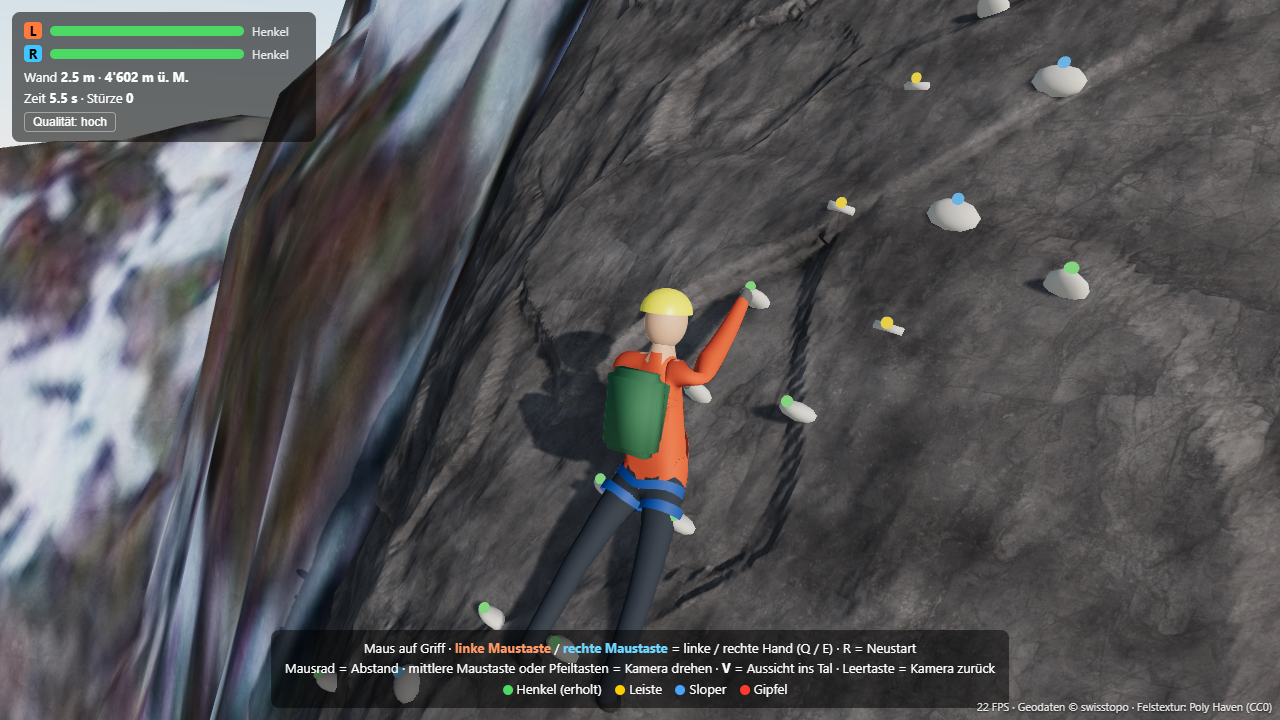 L Henkel
R Henkel
Wand 2.5 m · 4'602 m ü. M.
Zeit 5.5 s · Stürze 0
Qualität: hoch
Maus auf Griff · linke Maustaste / rechte Maustaste = linke / rechte Hand (Q / E) · R = Neustart
Mausrad = Abstand · mittlere Maustaste oder Pfeiltasten = Kamera drehen · V = Aussicht ins Tal · Leertaste = Kamera zurück
Henkel (erholt) Leiste Sloper Gipfel
22 FPS · Geodaten © swisstopo · Felstextur: Poly Haven (CC0)